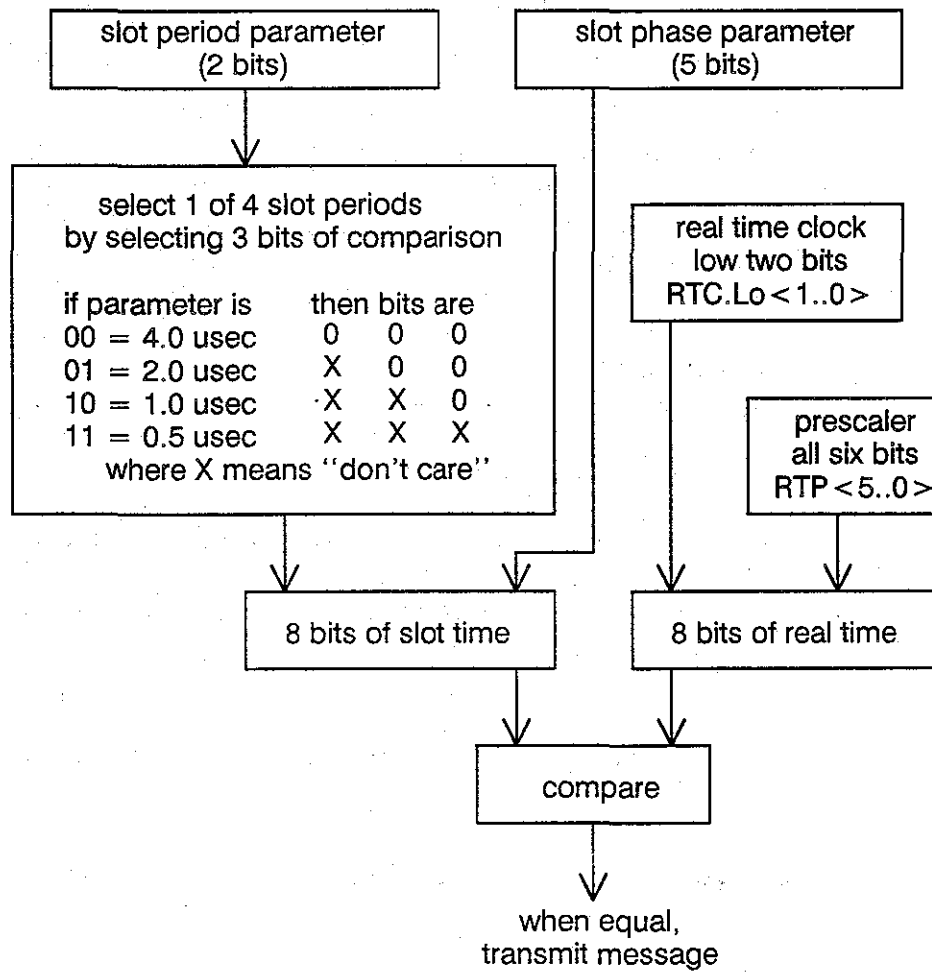 slot period parameter
(2 bits)
slot phase parameter
(5 bits)
select 1 of 4 slot periods
by selecting 3 bits of comparison
if parameter is then bits are
00 = 4.0 usec 0 0 0
01 = 2.0 usec X 0 0
10 = 1.0 usec X X 0
11 = 0.5 usec X X X
where X means “don't care”
real time clock
low two bits
RTC.Lo<1..0>
prescaler
all six bits
RTP<5..0>
8 bits of slot time
8 bits of real time
compare
when equal,
transmit message